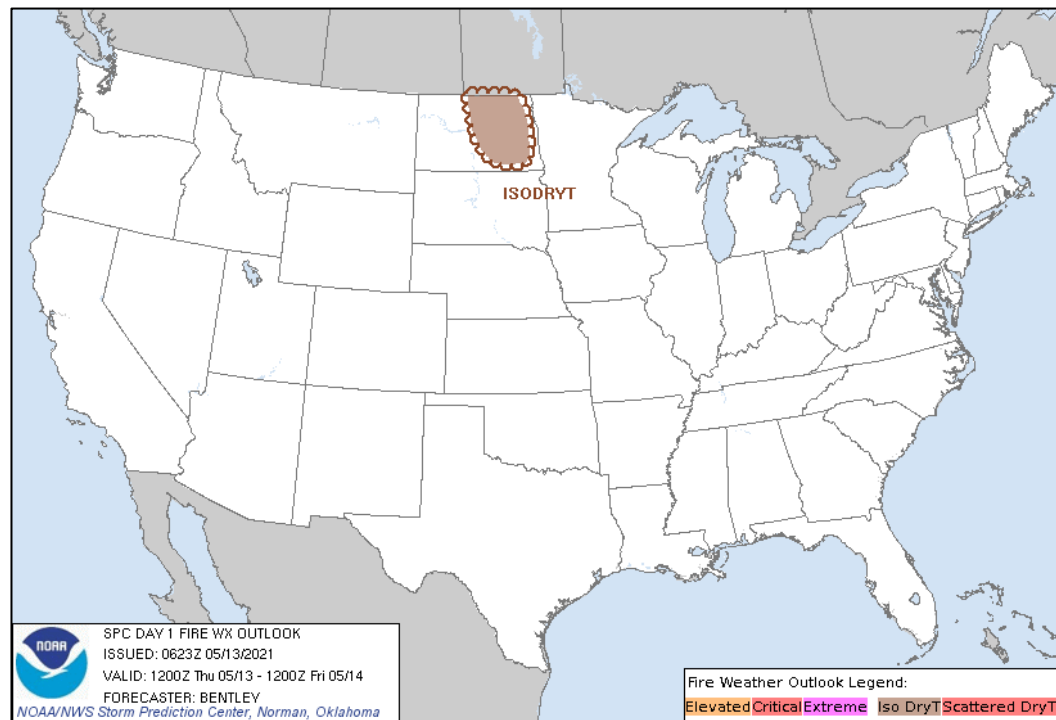 ISODRYT
NOAA
SPC DAY 1 FIRE WX OUTLOOK
ISSUED: 0623Z 05/13/2021
VALID: 1200Z Thu 05/13 - 1200Z Fri 05/14
FORECASTER: BENTLEY
NOAA/NWS Storm Prediction Center, Norman, Oklahoma
Fire Weather Outlook Legend:
Elevated Critical Extreme Iso DryT Scattered DryT